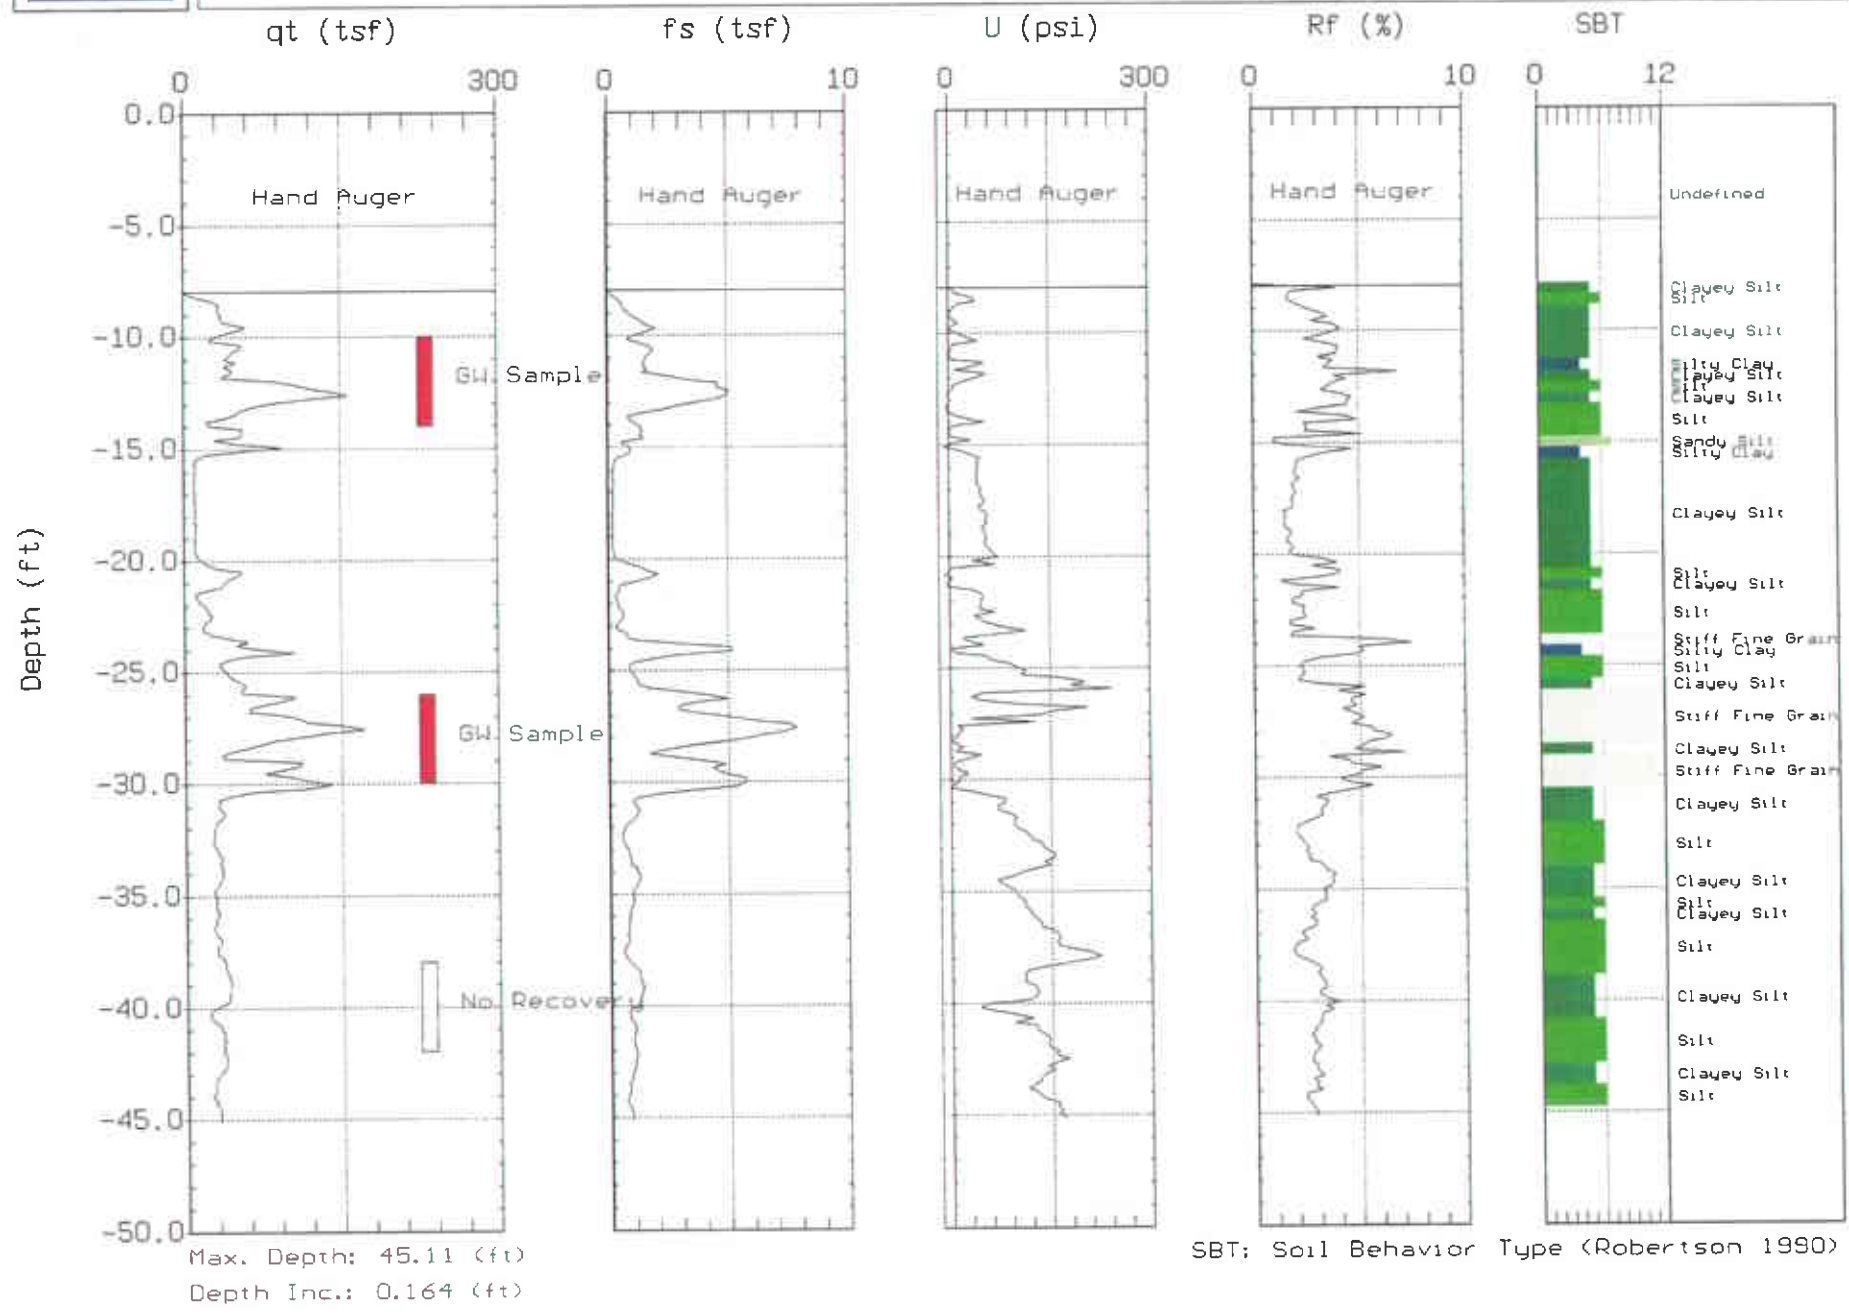 qt (tsf)
fs (tsf)
U (psi)
Rf (%)
SBT
0 300
0 10
0 300
0 10
0 12
Depth (ft)
0.0
-5.0
-10.0
-15.0
-20.0
-25.0
-30.0
-35.0
-40.0
-45.0
-50.0
Hand Auger
GW Sample
GW Sample
No Recovery
Hand Auger
Hand Auger
Hand Auger
Undefined
Clayey Silt
Silt
Clayey Silt
Silty Clay
Clayey Silt
Silt
Clayey Silt
Silt
Sandy Silt
Silty Clay
Clayey Silt
Silt
Clayey Silt
Silt
Stiff Fine Grain
Silty Clay
Silt
Clayey Silt
Stiff Fine Grain
Clayey Silt
Stiff Fine Grain
Clayey Silt
Silt
Clayey Silt
Silt
Clayey Silt
Silt
Clayey Silt
Silt
Clayey Silt
Silt
Max. Depth: 45.11 (ft)
Depth Inc.: 0.164 (ft)
SBT: Soil Behavior Type (Robertson 1990)